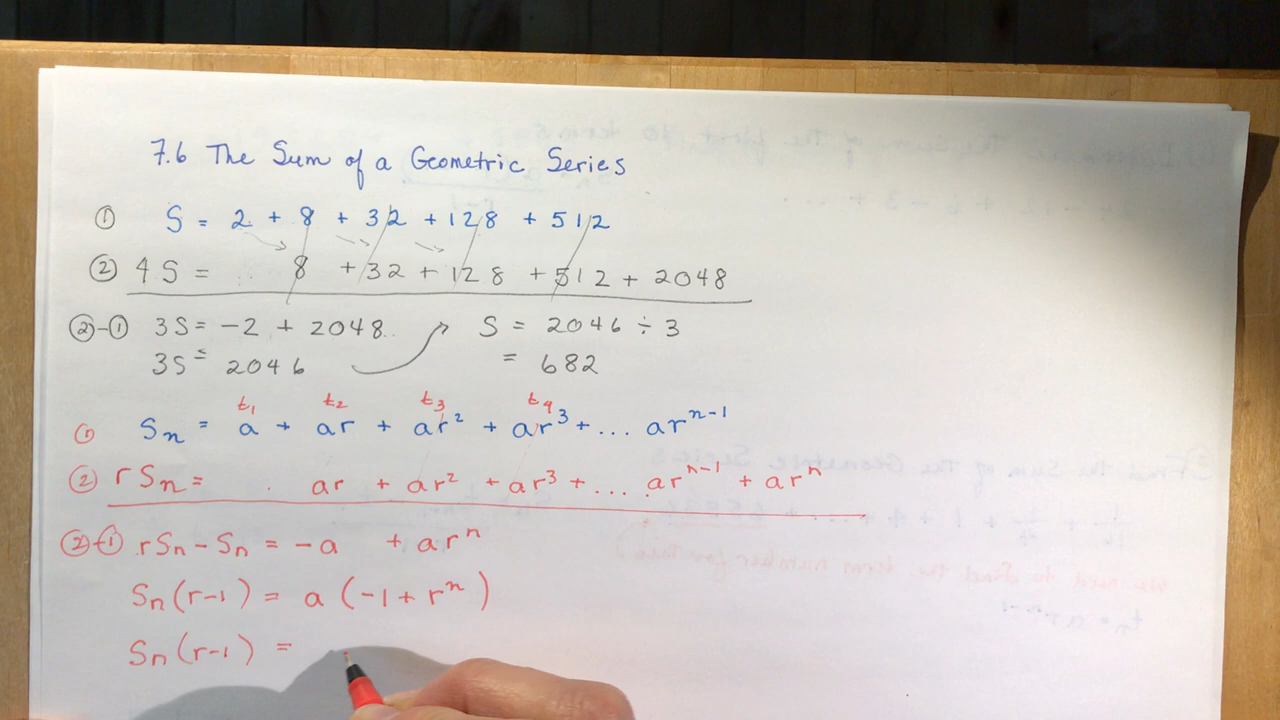 7.6 The Sum of a Geometric Series
① S = 2 + 8 + 32 + 128 + 512
② 4S = 8 + 32 + 128 + 512 + 2048
②-① 3S = -2 + 2048 S = 2046 ÷ 3
3S = 2046 = 682
t₁ t₂ t₃ t₄
① Sₙ = a + ar + ar² + ar³ + ... arⁿ⁻¹
② rSₙ = ar + ar² + ar³ + ... arⁿ⁻¹ + arⁿ
②-① rSₙ - Sₙ = -a + arⁿ
Sₙ(r-1) = a(-1 + rⁿ)
Sₙ(r-1) =